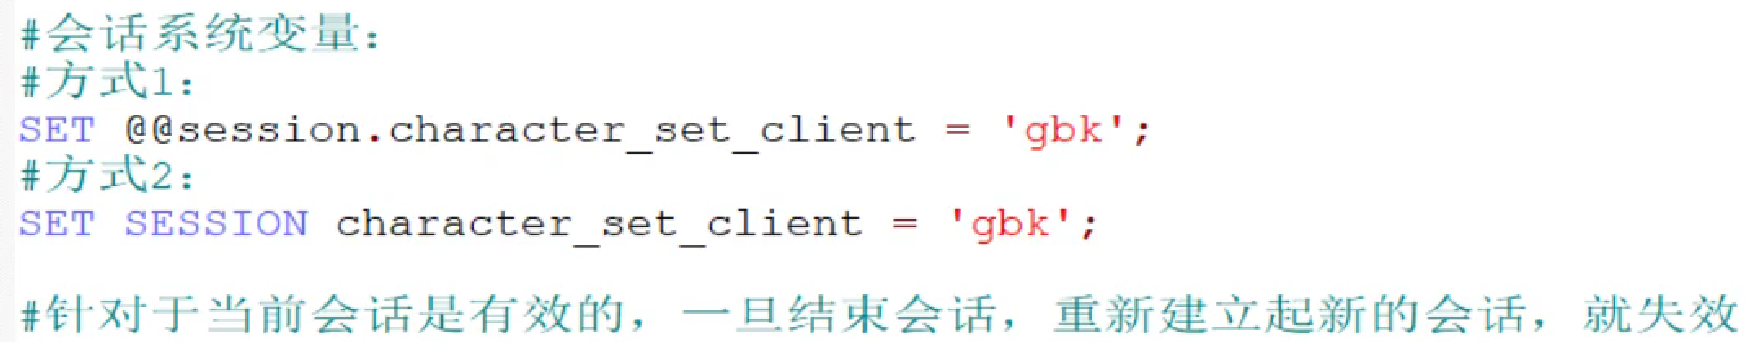 #会话系统变量：
#方式1：
SET @@session.character_set_client = 'gbk';
#方式2：
SET SESSION character_set_client = 'gbk';
#针对于当前会话是有效的，一旦结束会话，重新建立起新的会话，就失效